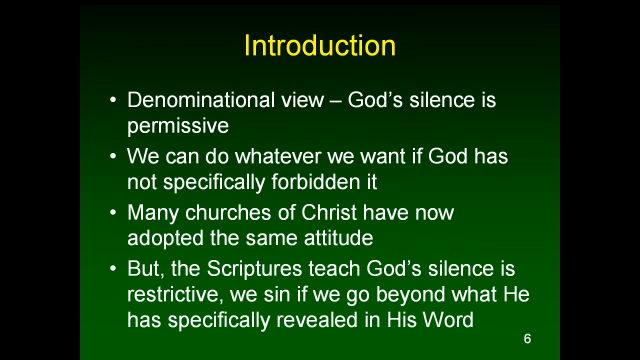 Introduction
• Denominational view – God's silence is
permissive
• We can do whatever we want if God has
not specifically forbidden it
• Many churches of Christ have now
adopted the same attitude
• But, the Scriptures teach God's silence is
restrictive, we sin if we go beyond what He
has specifically revealed in His Word
6